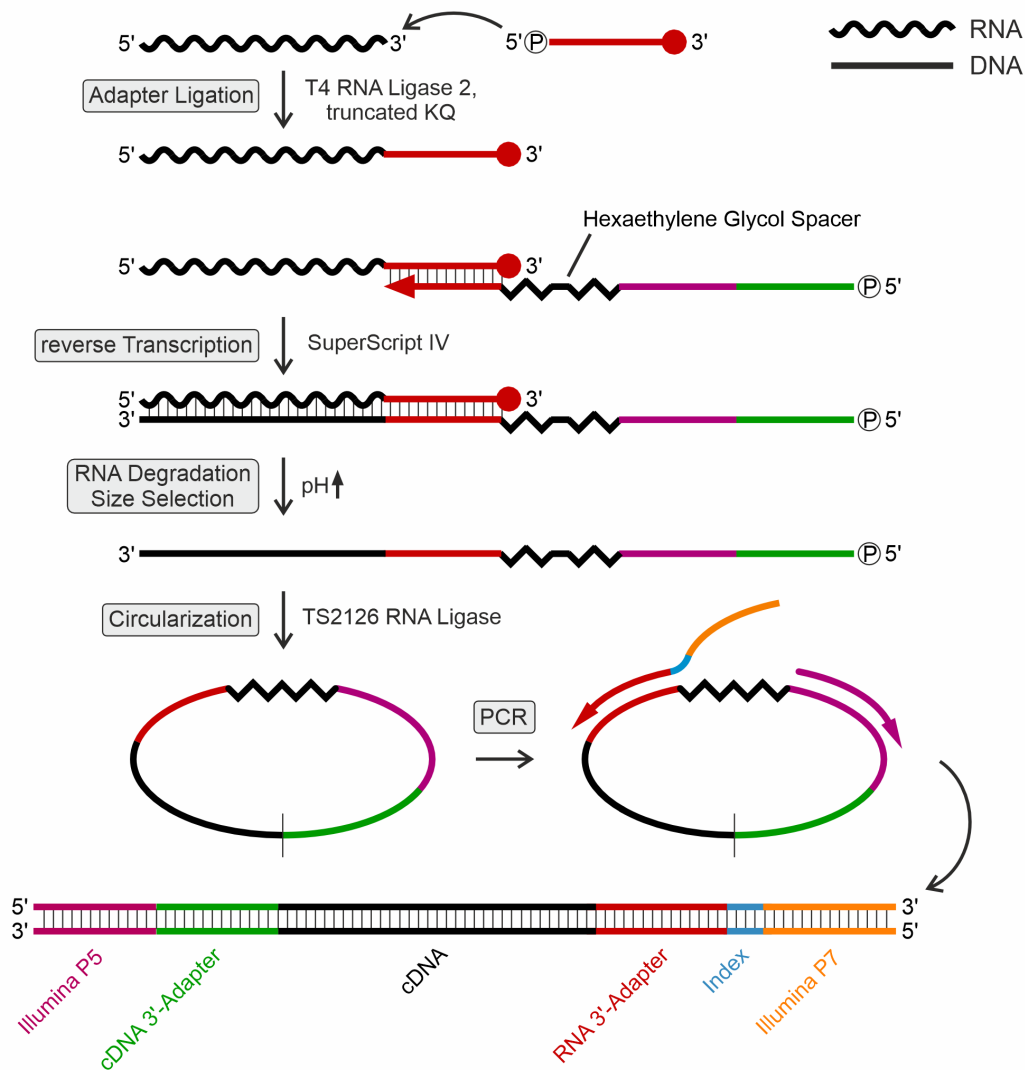 5' 3' 5' P 3' RNA
DNA
Adapter Ligation T4 RNA Ligase 2,
truncated KQ
5' 3'
Hexaethylene Glycol Spacer
5' 3'
P 5'
reverse Transcription SuperScript IV
5' 3'
3' P 5'
RNA Degradation
Size Selection
pH
3' P 5'
Circularization TS2126 RNA Ligase
PCR
5' 3'
3' 5'
Illumina P5
cDNA 3'-Adapter
cDNA
RNA 3'-Adapter
Index
Illumina P7